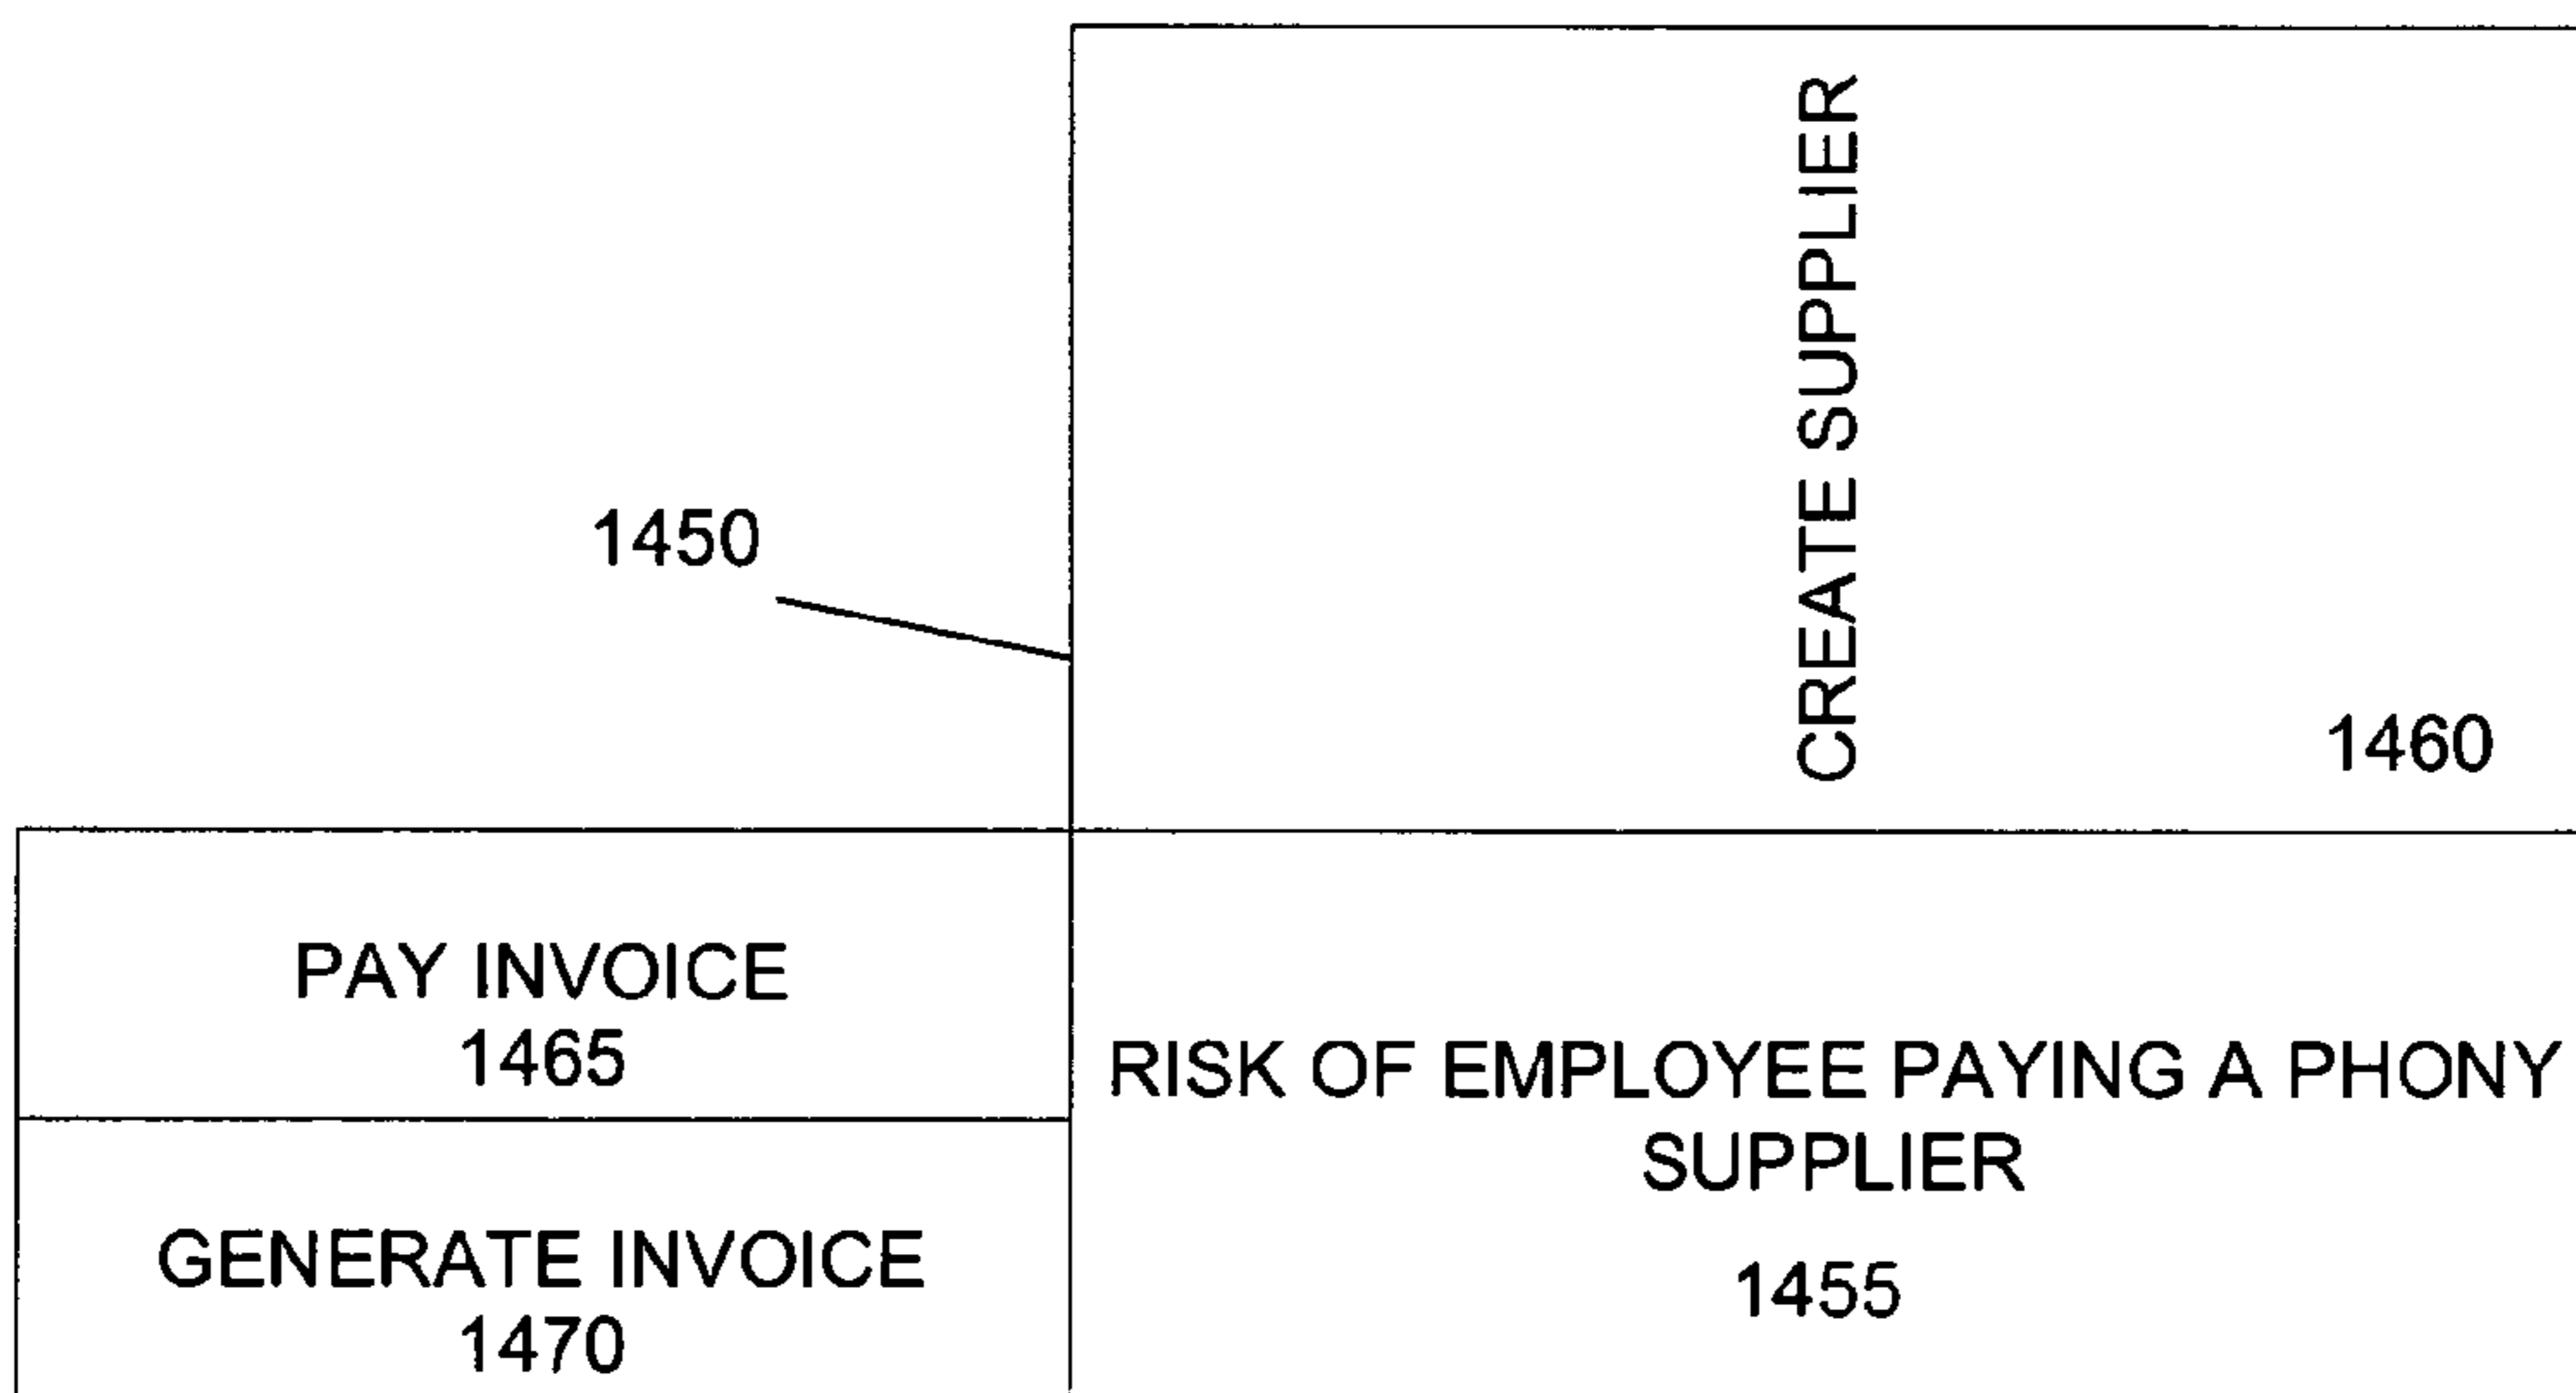 CREATE SUPPLIER
1450
1460
PAY INVOICE
1465
GENERATE INVOICE
1470
RISK OF EMPLOYEE PAYING A PHONY
SUPPLIER
1455